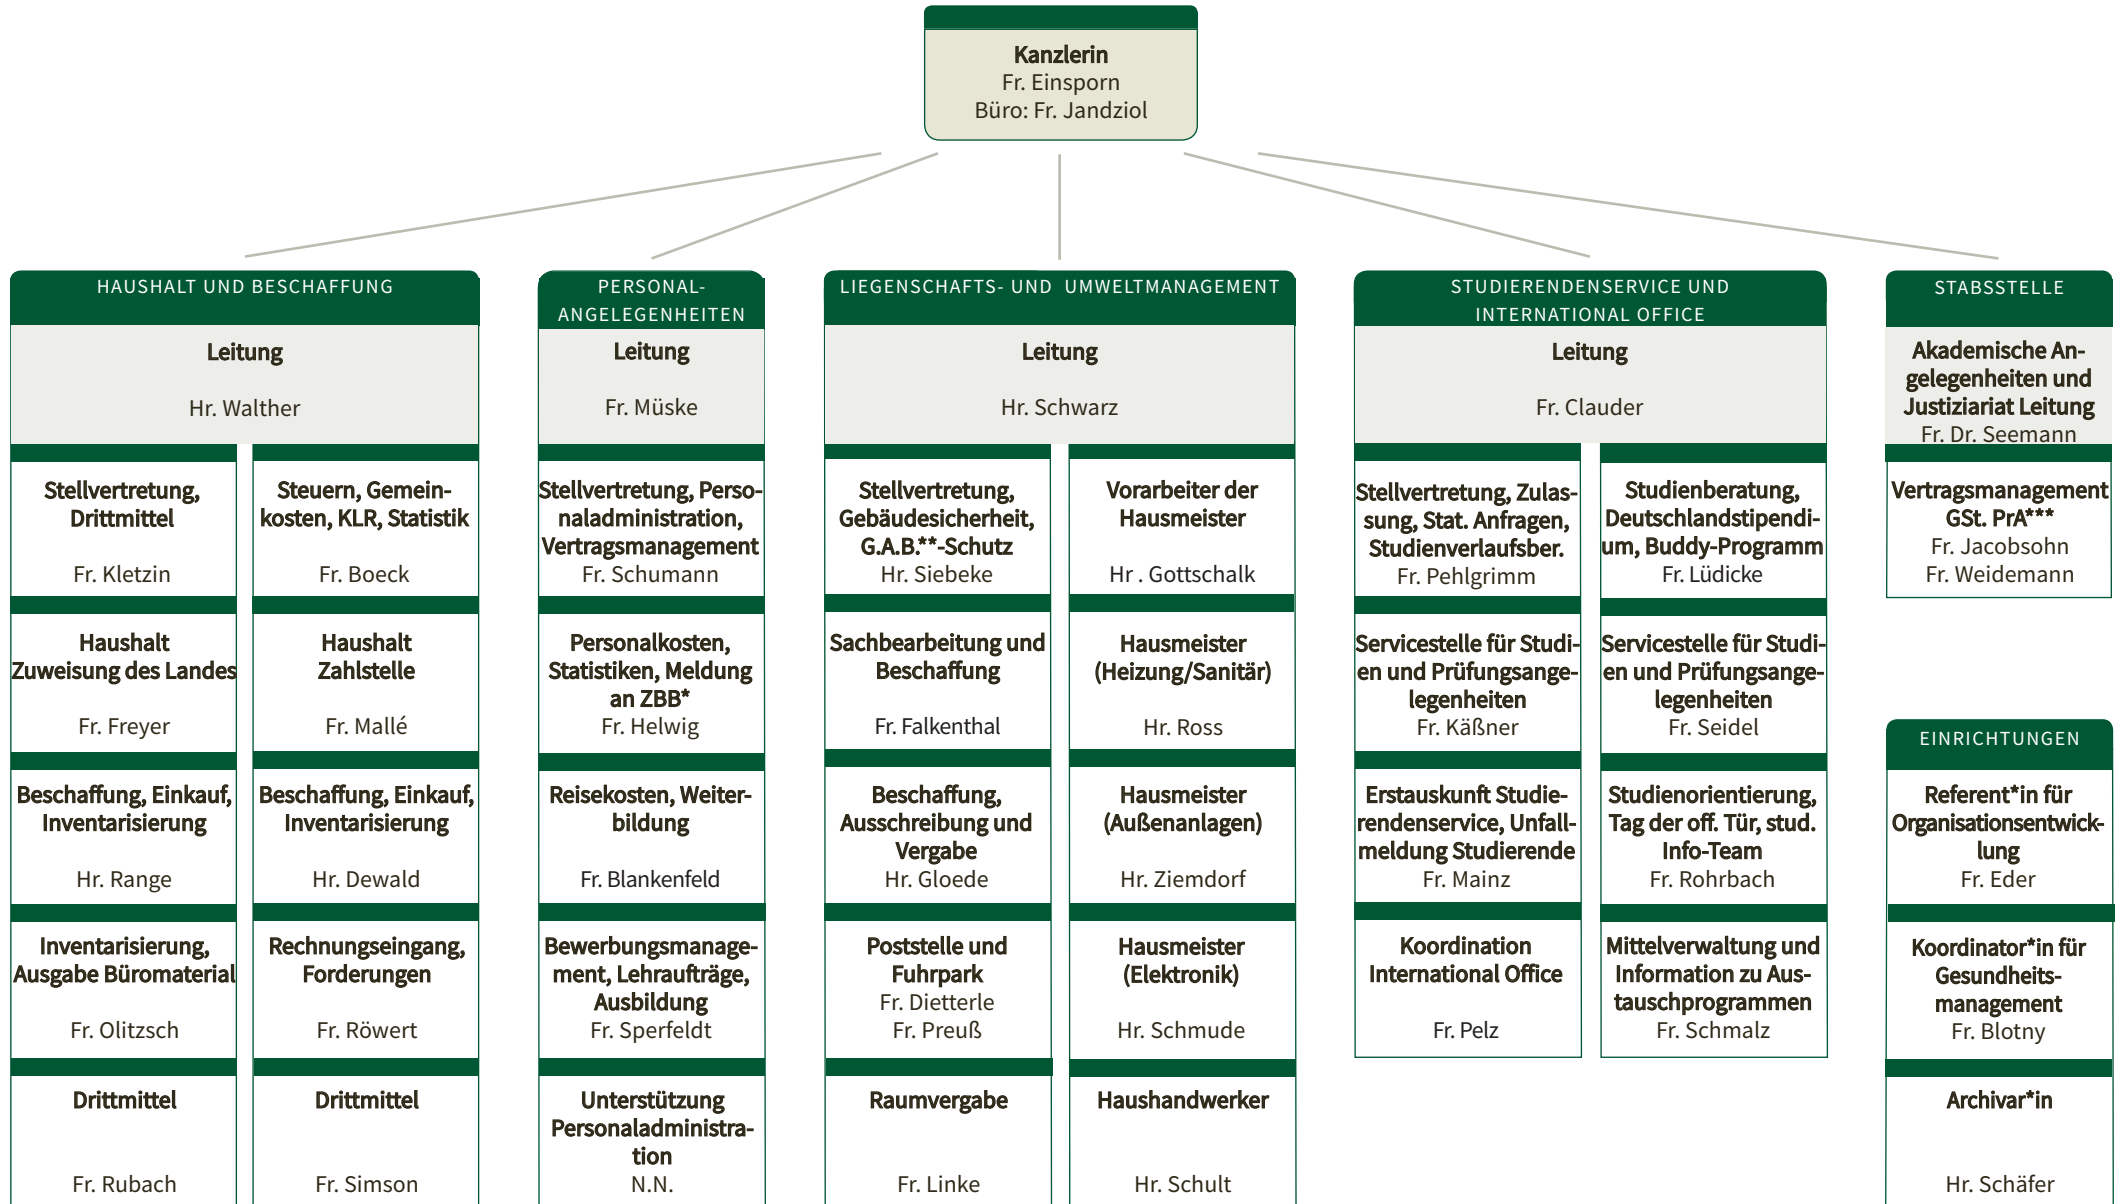 Kanzlerin
Fr. Einsporn
Büro: Fr. Jandziol
HAUSHALT UND BESCHAFFUNG
Leitung
Hr. Walther
Stellvertretung,
Drittmittel
Fr. Kletzin
Steuern, Gemein-
kosten, KLR, Statistik
Fr. Boeck
Haushalt
Zuweisung des Landes
Fr. Freyer
Haushalt
Zahlstelle
Fr. Mallé
Beschaffung, Einkauf,
Inventarisierung
Hr. Range
Beschaffung, Einkauf,
Inventarisierung
Hr. Dewald
Inventarisierung,
Ausgabe Büromaterial
Fr. Olitzsch
Rechnungseingang,
Forderungen
Fr. Röwert
Drittmittel
Fr. Rubach
Drittmittel
Fr. Simson
PERSONAL-
ANGELEGENHEITEN
Leitung
Fr. Müske
Stellvertretung, Perso-
naladministration,
Vertragsmanagement
Fr. Schumann
Personalkosten,
Statistiken, Meldung
an ZBB*
Fr. Helwig
Reisekosten, Weiter-
bildung
Fr. Blankenfeld
Bewerbungsmanage-
ment, Lehraufträge,
Ausbildung
Fr. Sperfeldt
Unterstützung
Personaladministra-
tion
N.N.
LIEGENSCHAFTS- UND UMWELTMANAGEMENT
Leitung
Hr. Schwarz
Stellvertretung,
Gebäudesicherheit,
G.A.B.**-Schutz
Hr. Siebeke
Vorarbeiter der
Hausmeister
Hr . Gottschalk
Sachbearbeitung und
Beschaffung
Fr. Falkenthal
Hausmeister
(Heizung/Sanitär)
Hr. Ross
Beschaffung,
Ausschreibung und
Vergabe
Hr. Gloede
Hausmeister
(Außenanlagen)
Hr. Ziemdorf
Poststelle und
Fuhrpark
Fr. Dietterle
Fr. Preuß
Hausmeister
(Elektronik)
Hr. Schmude
Raumvergabe
Fr. Linke
Haushandwerker
Hr. Schult
STUDIERENDENSERVICE UND
INTERNATIONAL OFFICE
Leitung
Fr. Clauder
Stellvertretung, Zulas-
sung, Stat. Anfragen,
Studienverlaufsber.
Fr. Pehlgrimm
Studienberatung,
Deutschlandstipendi-
um, Buddy-Programm
Fr. Lüdicke
Servicestelle für Studi-
en und Prüfungsange-
legenheiten
Fr. Käßner
Servicestelle für Studi-
en und Prüfungsange-
legenheiten
Fr. Seidel
Erstauskunft Studie-
rendenservice, Unfall-
meldung Studierende
Fr. Mainz
Studienorientierung,
Tag der off. Tür, stud.
Info-Team
Fr. Rohrbach
Koordination
International Office
Fr. Pelz
Mittelverwaltung und
Information zu Aus-
tauschprogrammen
Fr. Schmalz
STABSSTELLE
Akademische An-
gelegenheiten und
Justiziariat Leitung
Fr. Dr. Seemann
Vertragsmanagement
GSt. PrA***
Fr. Jacobsohn
Fr. Weidemann
EINRICHTUNGEN
Referent*in für
Organisationsentwick-
lung
Fr. Eder
Koordinator*in für
Gesundheits-
management
Fr. Blotny
Archivar*in
Hr. Schäfer